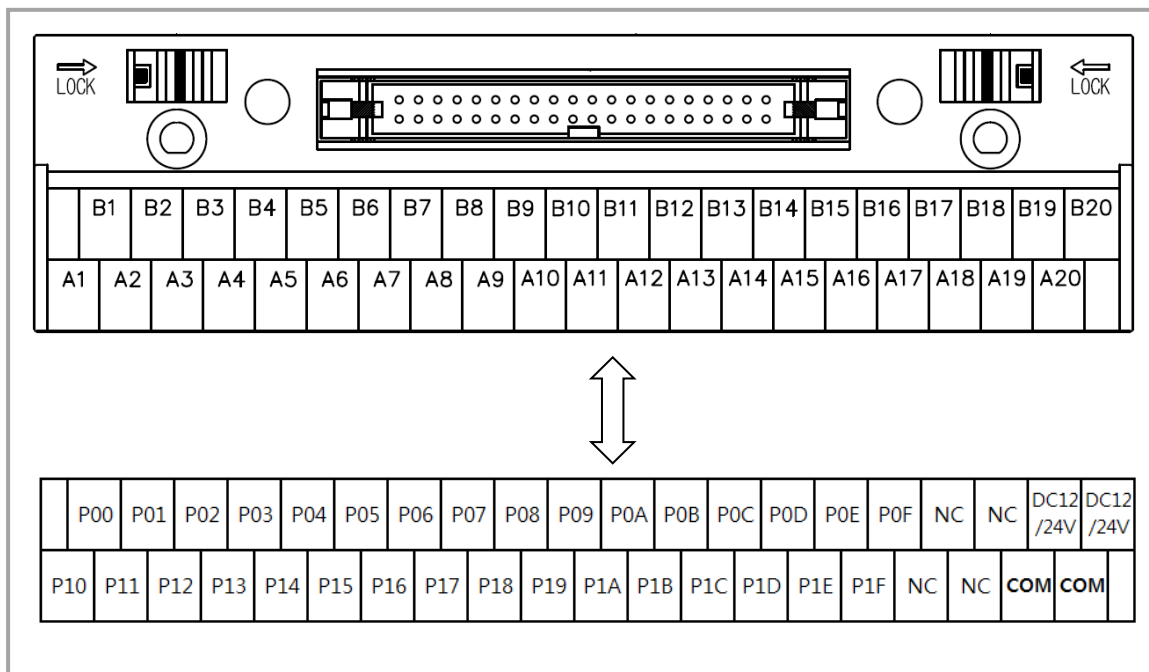 LOCK LOCK
B1 B2 B3 B4 B5 B6 B7 B8 B9 B10 B11 B12 B13 B14 B15 B16 B17 B18 B19 B20
A1 A2 A3 A4 A5 A6 A7 A8 A9 A10 A11 A12 A13 A14 A15 A16 A17 A18 A19 A20
P00 P01 P02 P03 P04 P05 P06 P07 P08 P09 P0A P0B P0C P0D P0E P0F NC NC DC12 DC12
/24V /24V
P10 P11 P12 P13 P14 P15 P16 P17 P18 P19 P1A P1B P1C P1D P1E P1F NC NC COM COM